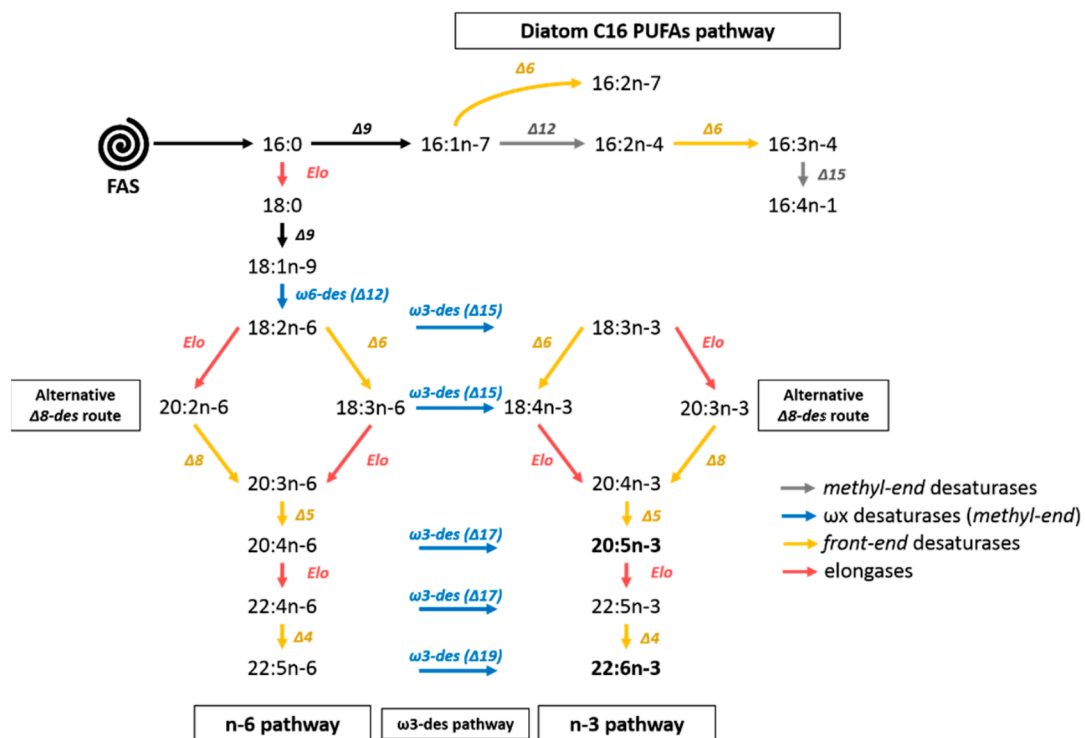 Diatom C16 PUFAs pathway
Δ6
16:2n-7
FAS
16:0
Δ9
16:1n-7
Δ12
16:2n-4
Δ6
16:3n-4
Elo
Δ15
18:0
16:4n-1
Δ9
18:1n-9
ω6-des (Δ12)
18:2n-6
ω3-des (Δ15)
18:3n-3
Elo
Δ6
Δ6
Elo
Alternative
Δ8-des route
20:2n-6
18:3n-6
ω3-des (Δ15)
18:4n-3
20:3n-3
Alternative
Δ8-des route
Δ8
Elo
Elo
Δ8
20:3n-6
20:4n-3
Δ5
Δ5
20:4n-6
ω3-des (Δ17)
20:5n-3
Elo
Elo
22:4n-6
ω3-des (Δ17)
22:5n-3
Δ4
Δ4
22:5n-6
ω3-des (Δ19)
22:6n-3
methyl-end desaturases
ωx desaturases (methyl-end)
front-end desaturases
elongases
n-6 pathway
ω3-des pathway
n-3 pathway